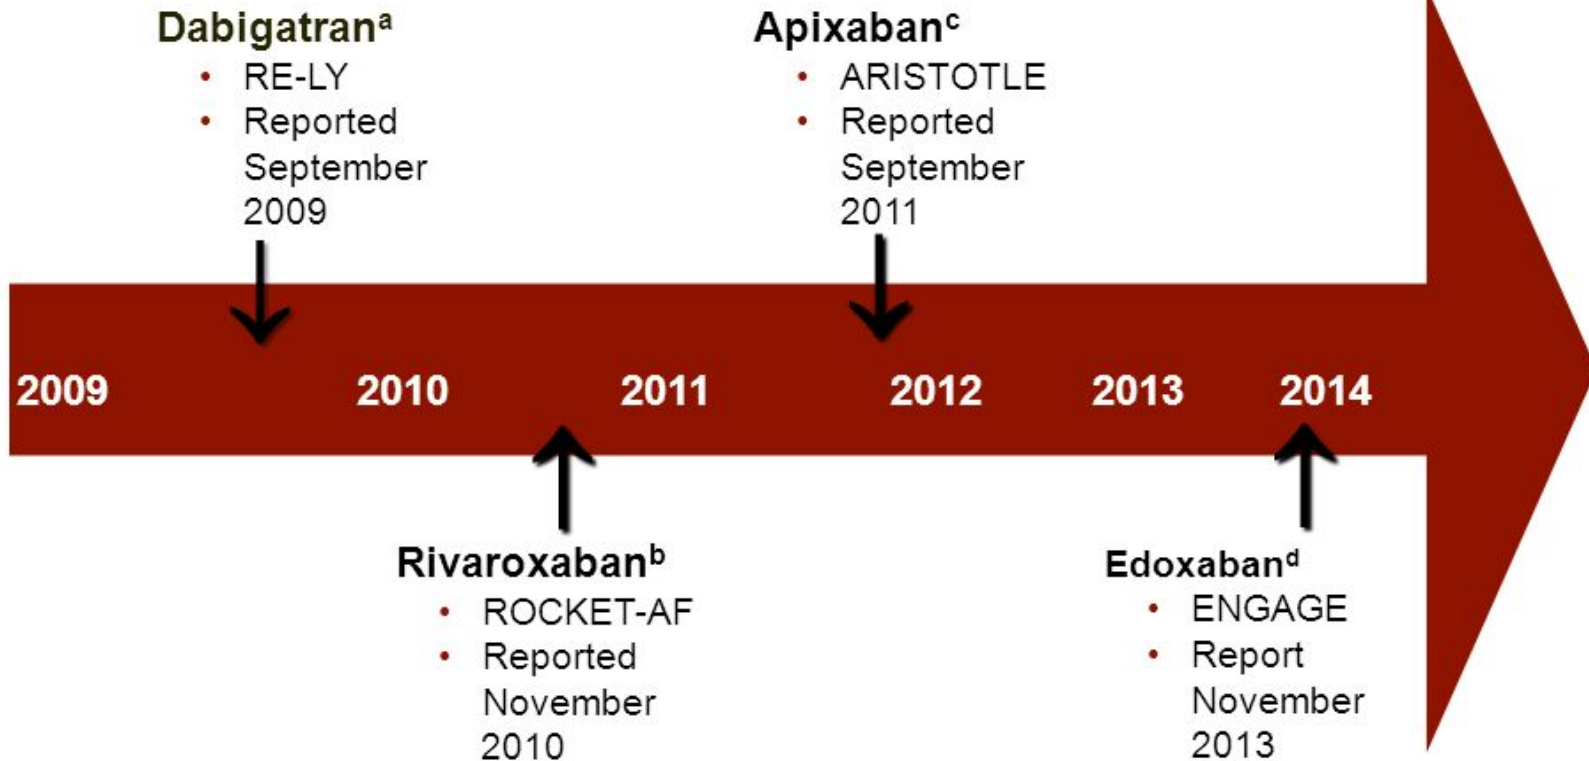 Dabigatranᵃ
• RE-LY
• Reported
September
2009
Apixabanᶜ
• ARISTOTLE
• Reported
September
2011
2009 2010 2011 2012 2013 2014
Rivaroxabanᵇ
• ROCKET-AF
• Reported
November
2010
Edoxabanᵈ
• ENGAGE
• Report
November
2013